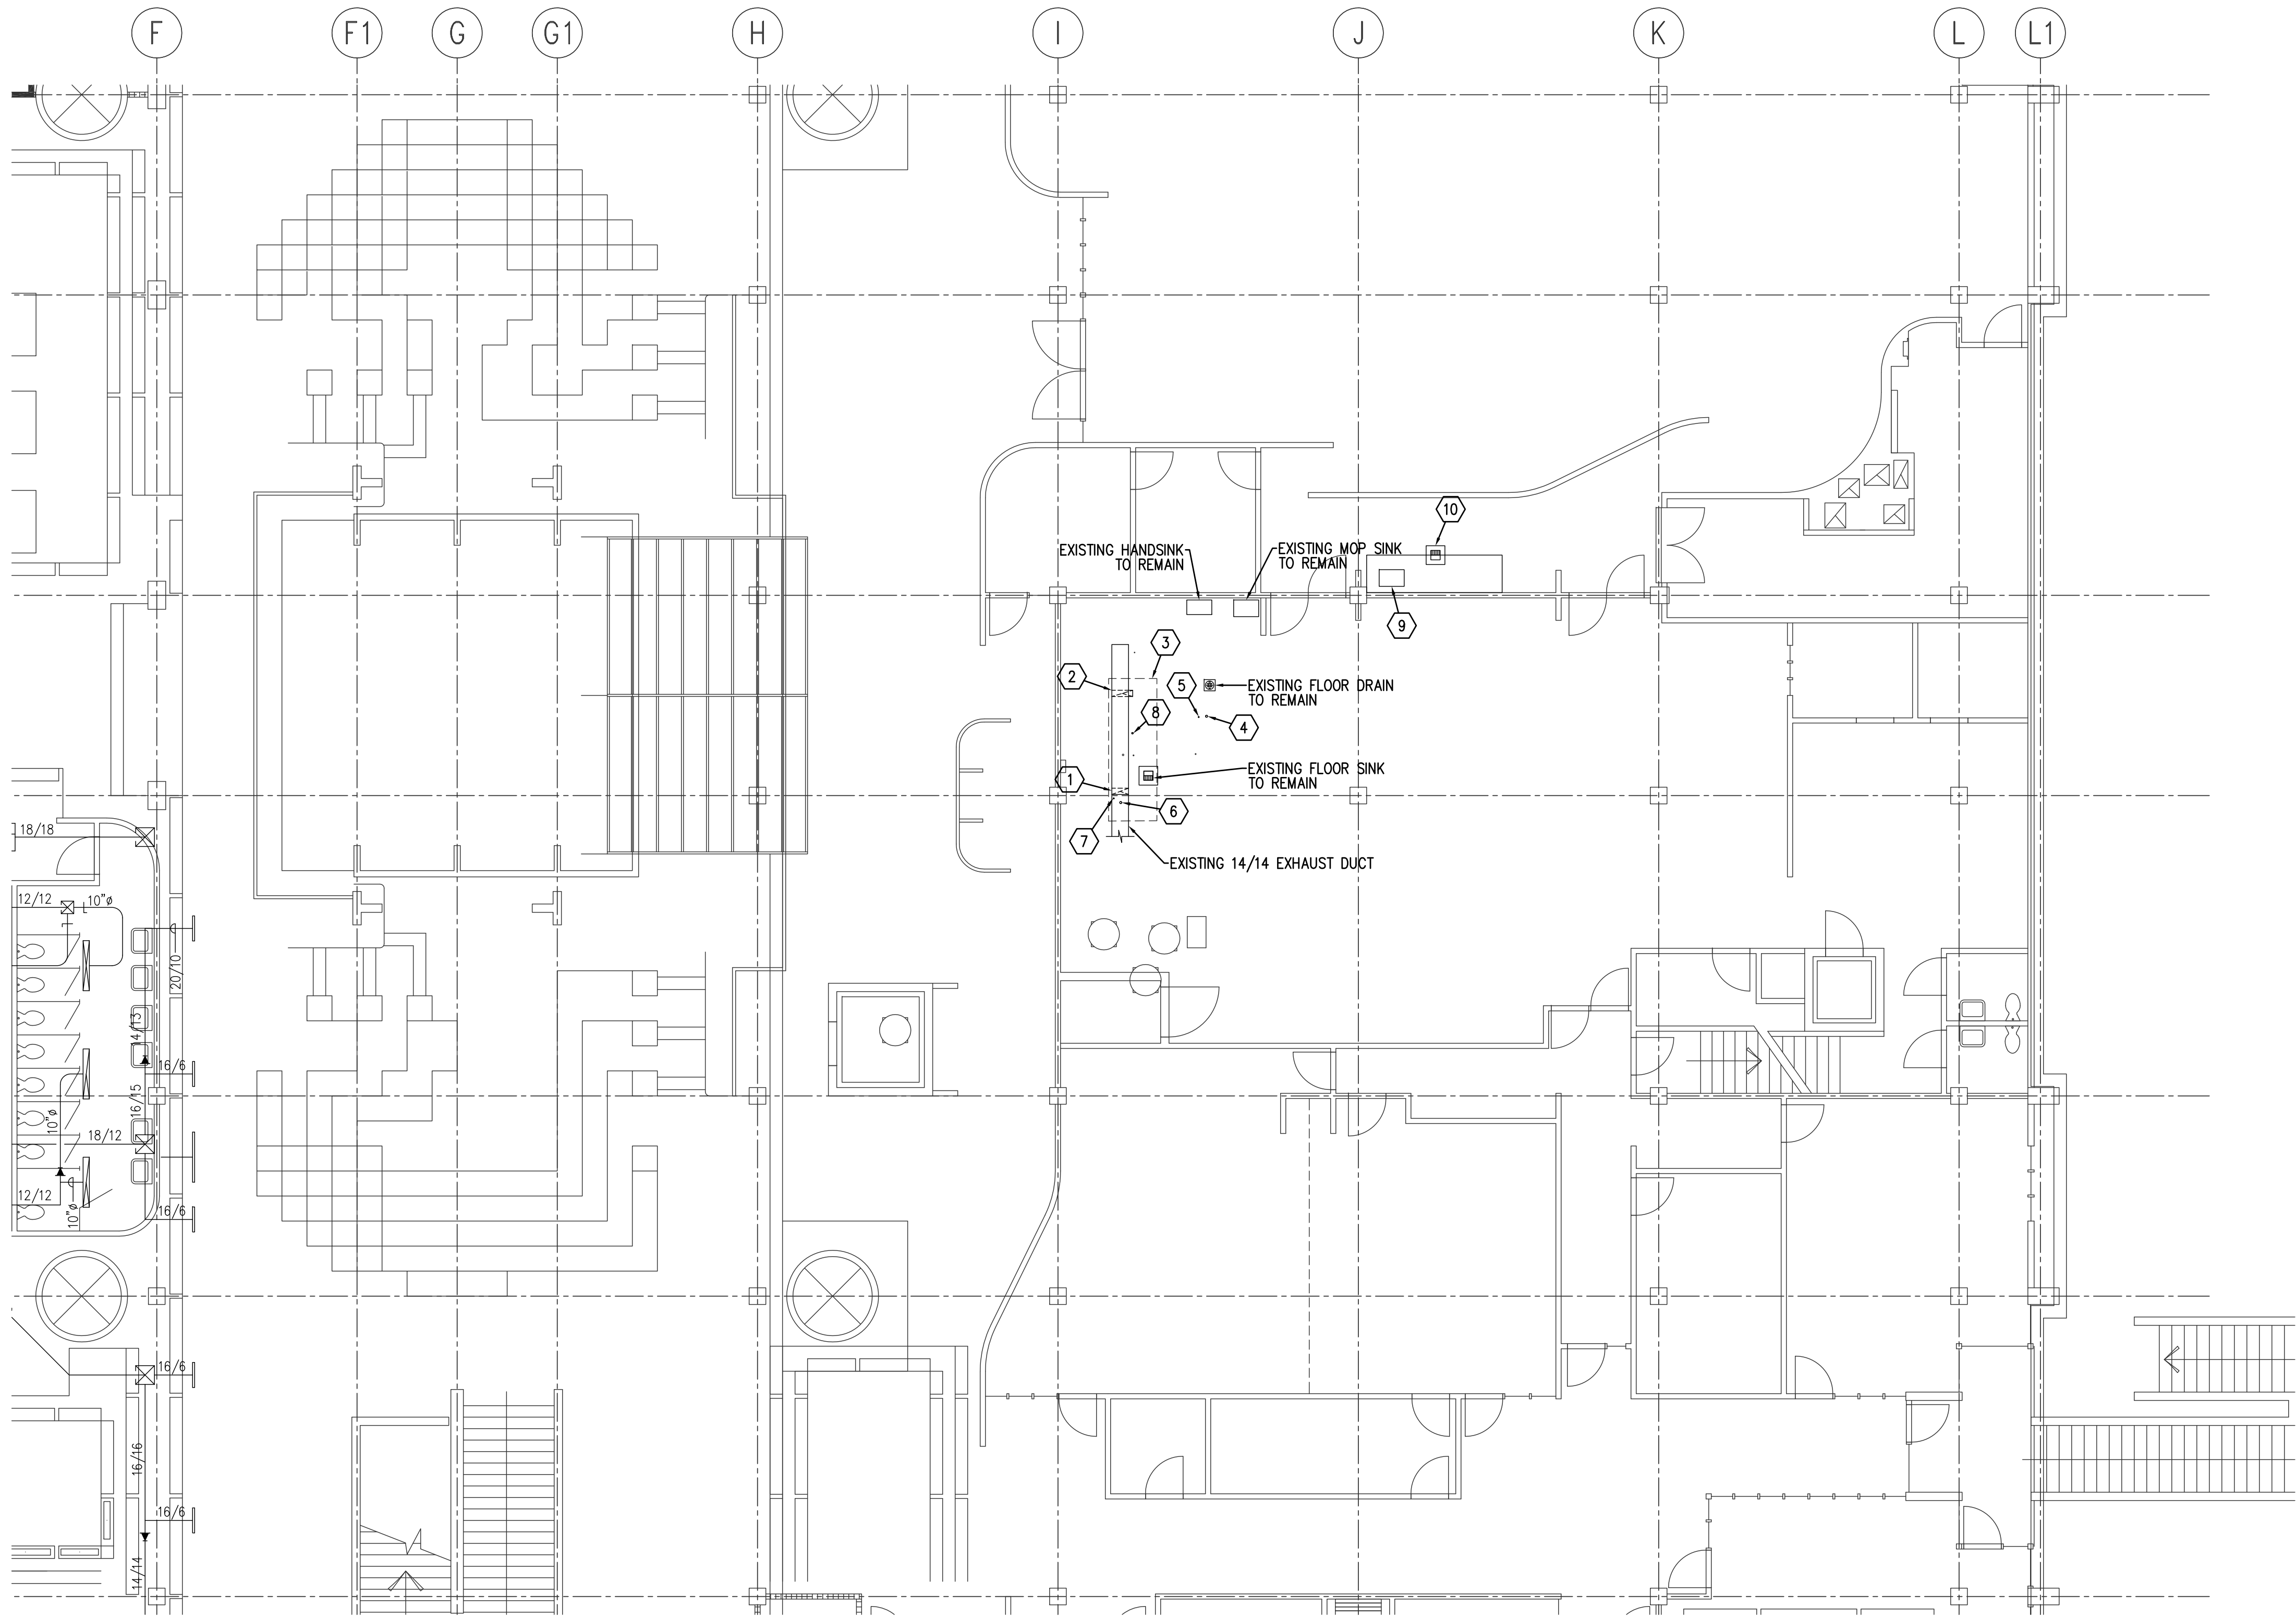 F F1 G G1 H I J K L L1
10
EXISTING HANDSINK
TO REMAIN
EXISTING MOP SINK
TO REMAIN
9
3
2
5
EXISTING FLOOR DRAIN
TO REMAIN
8
4
1
EXISTING FLOOR SINK
TO REMAIN
6
7
EXISTING 14/14 EXHAUST DUCT
18/18
12/12
10"ø
20/10
14/13
16/6
16/15
10"ø
18/12
12/12
10"ø
16/6
16/6
16/16
16/6
14/14